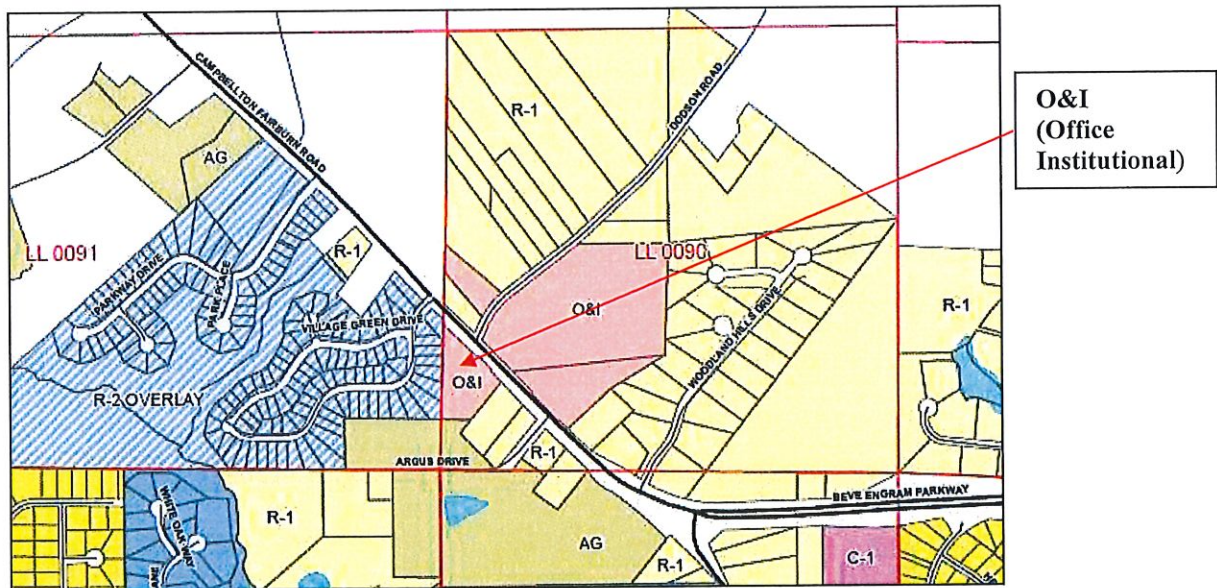 CAMPBELLTON FAIRBURN ROAD
R-1
DODSON ROAD
O&I
(Office
Institutional)
AG
LL 0091
R-1
LL 0090
PARKWAY DRIVE
PARK PLACE
O&I
R-1
VILLAGE GREEN DRIVE
WOODLAND HILLS DRIVE
O&I
R-2 OVERLAY
R-1
ARGUS DRIVE
BEVE ENGRAM PARKWAY
WHITE OAK WAY
R-1
AG
R-1
C-1